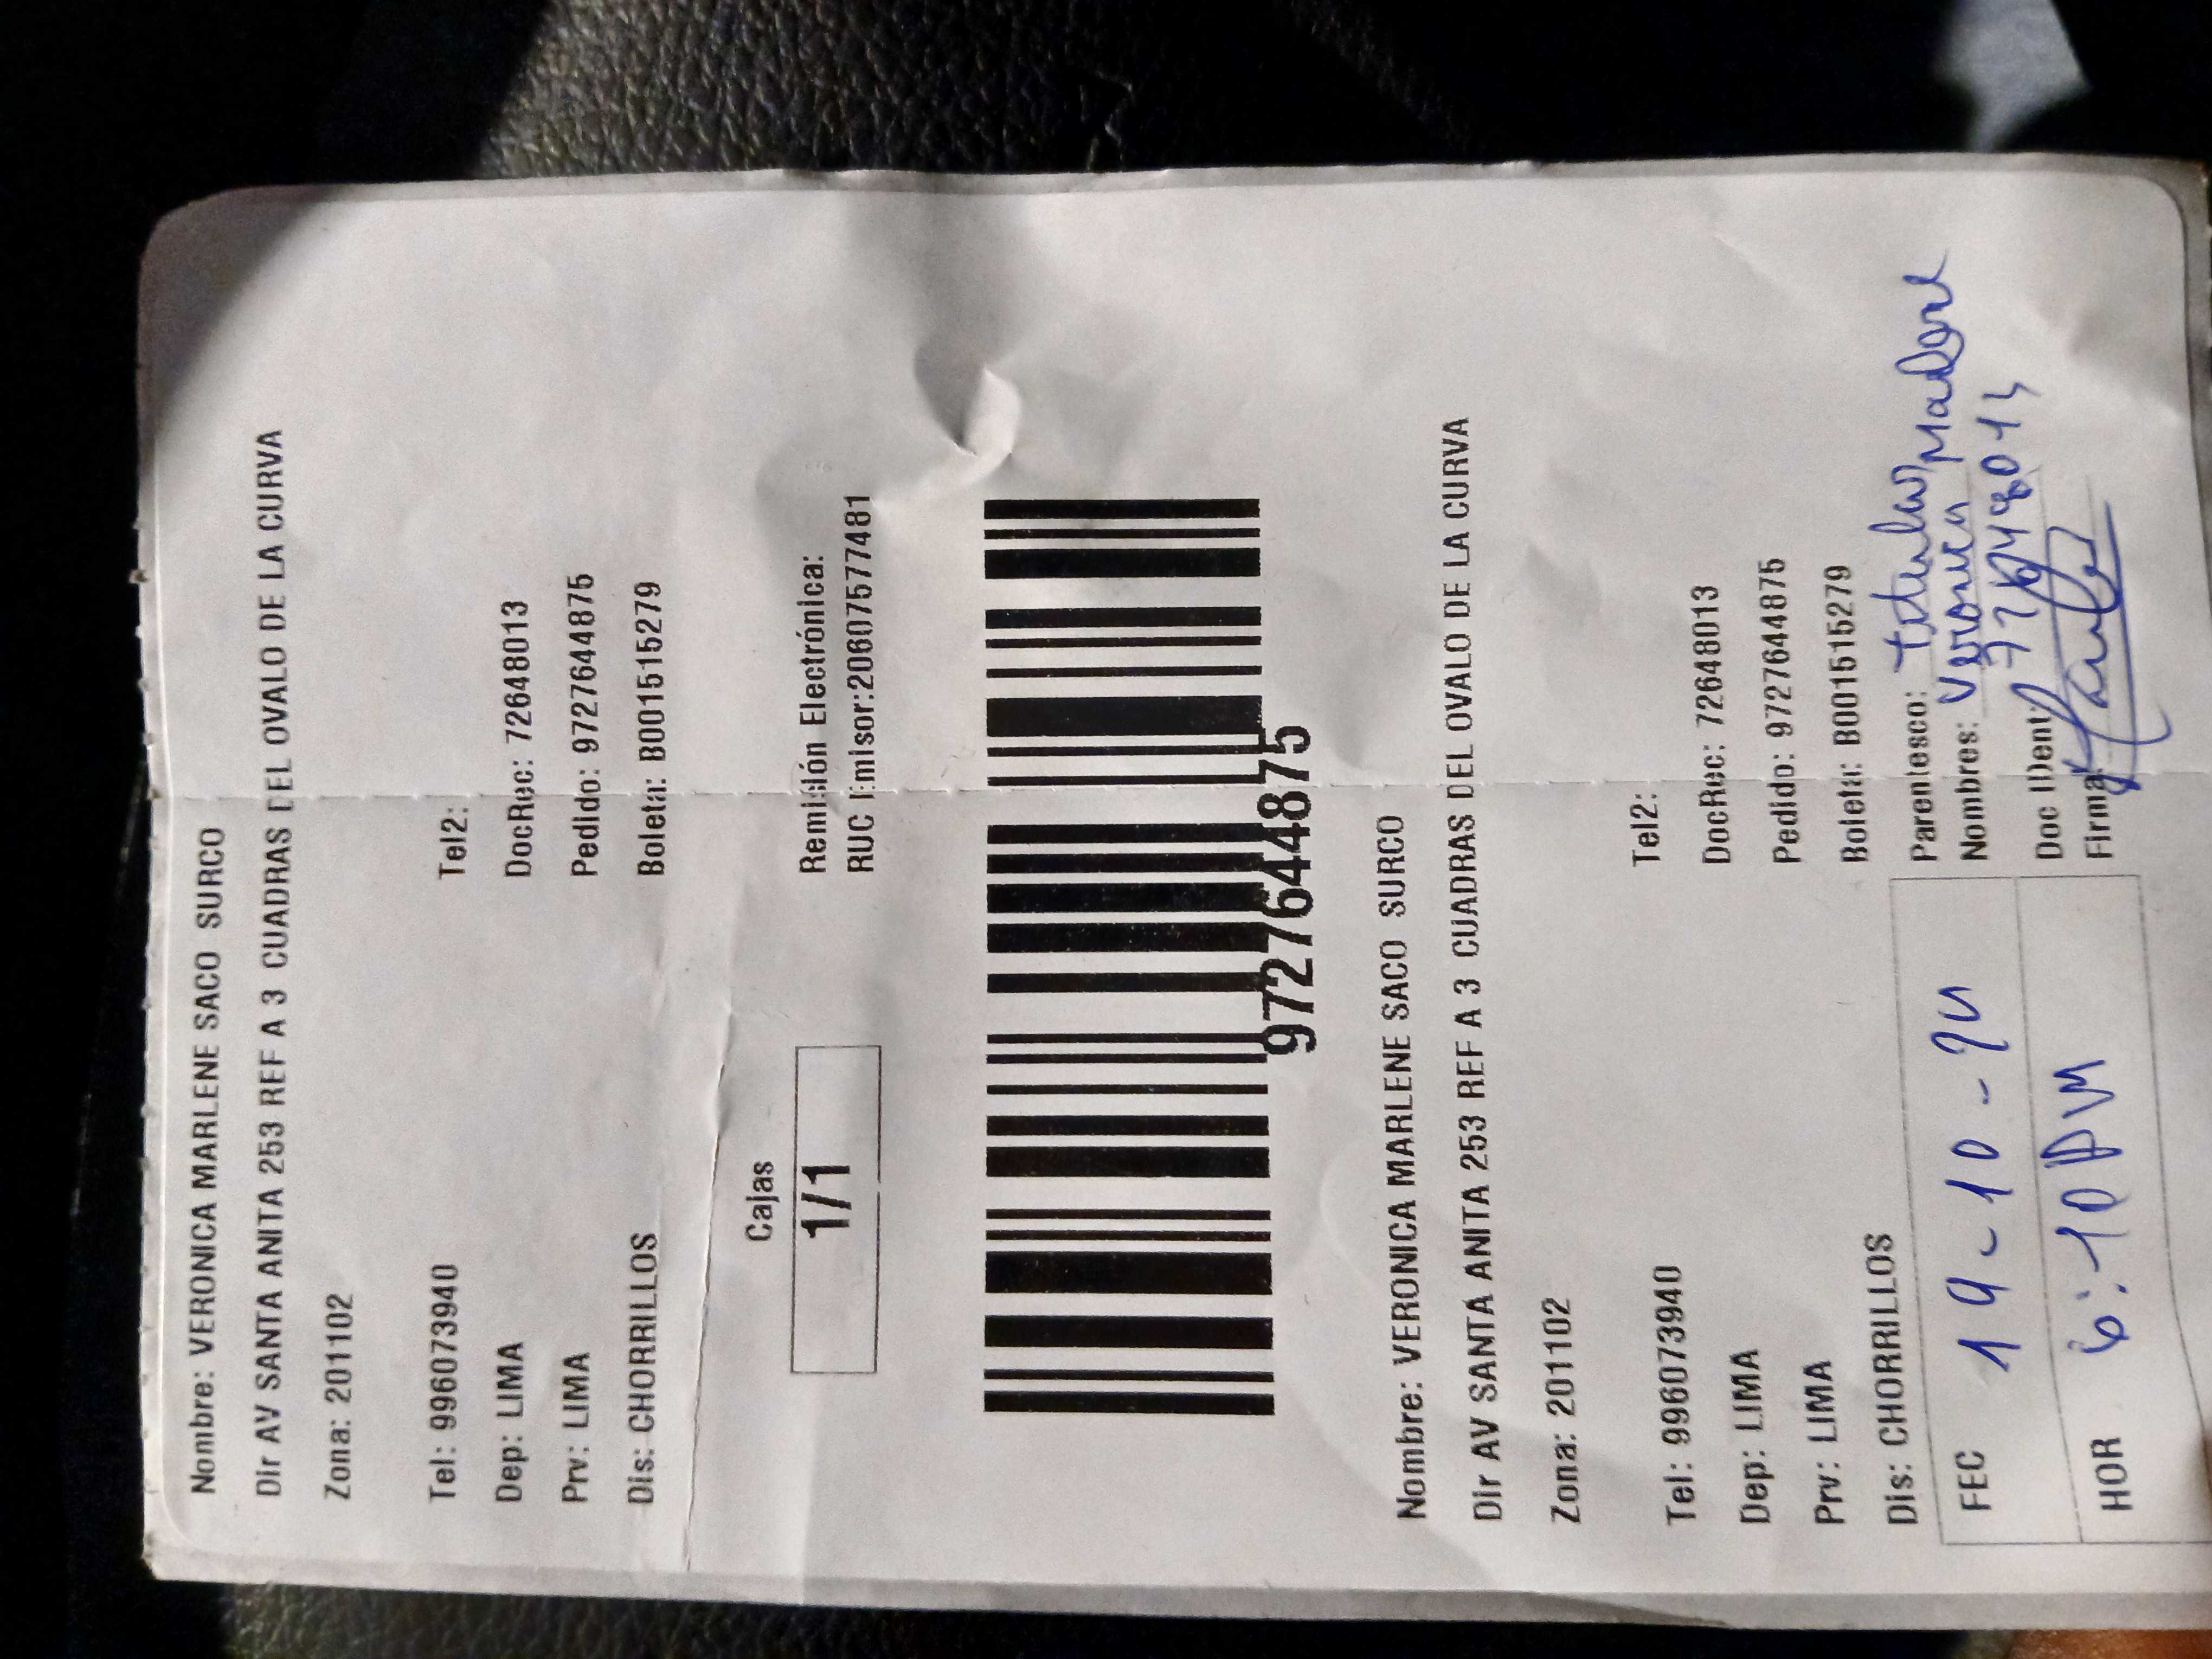 Nombre: VERONICA MARLENE SACO SURCO
Dir AV SANTA ANITA 253 REF A 3 CUADRAS DEL OVALO DE LA CURVA
Zona: 201102
Tel: 996073940 Tel2:
Dep: LIMA DocRec: 72648013
Prv: LIMA Pedido: 9727644875
Dis: CHORRILLOS Boleta: B001515279
Cajas
1/1
Remisión Electrónica:
RUC Emisor:20607577481
9727644875
Nombre: VERONICA MARLENE SACO SURCO
Dir AV SANTA ANITA 253 REF A 3 CUADRAS DEL OVALO DE LA CURVA
Zona: 201102
Tel: 996073940 Tel2:
Dep: LIMA DocRec: 72648013
Prv: LIMA Pedido: 9727644875
Dis: CHORRILLOS Boleta: B001515279
FEC 19-10-24
HOR 6:10PM
Parentesco: titular
Nombres: Veronica
Doc IDent: 72648013
Firma: